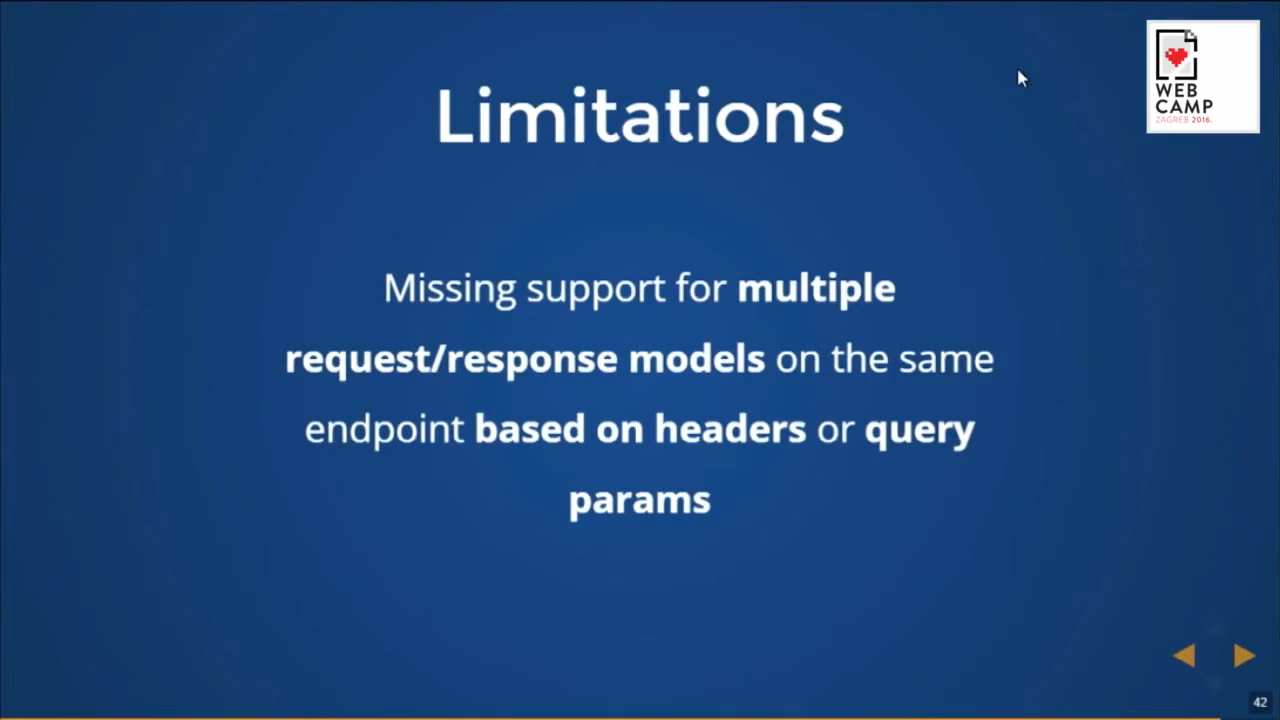 WEB
CAMP
ZAGREB 2016.
Limitations
Missing support for multiple
request/response models on the same
endpoint based on headers or query
params
42